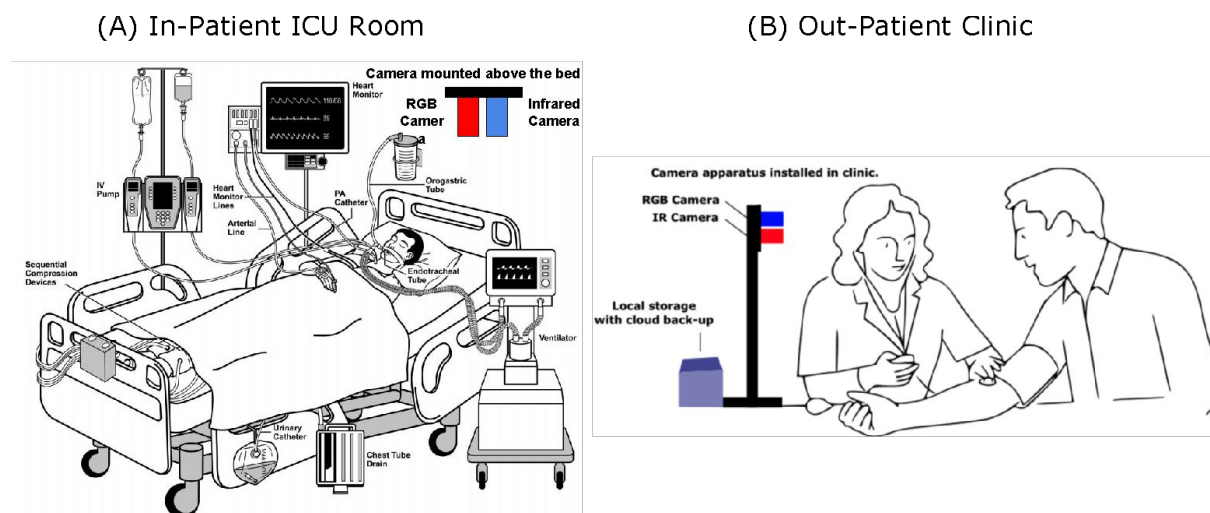 (A) In-Patient ICU Room
Camera mounted above the bed
Heart
Monitor
RGB
Camer
a
Infrared
Camera
110/66
IV
Pump
Heart
Monitor
Lines
Arterial
Line
PA
Catheter
Orogastric
Tube
Endotracheal
Tube
Sequential
Compression
Devices
Ventilator
Urinary
Catheter
Chest Tube
Drain
(B) Out-Patient Clinic
Camera apparatus installed in clinic.
RGB Camera
IR Camera
Local storage
with cloud back-up